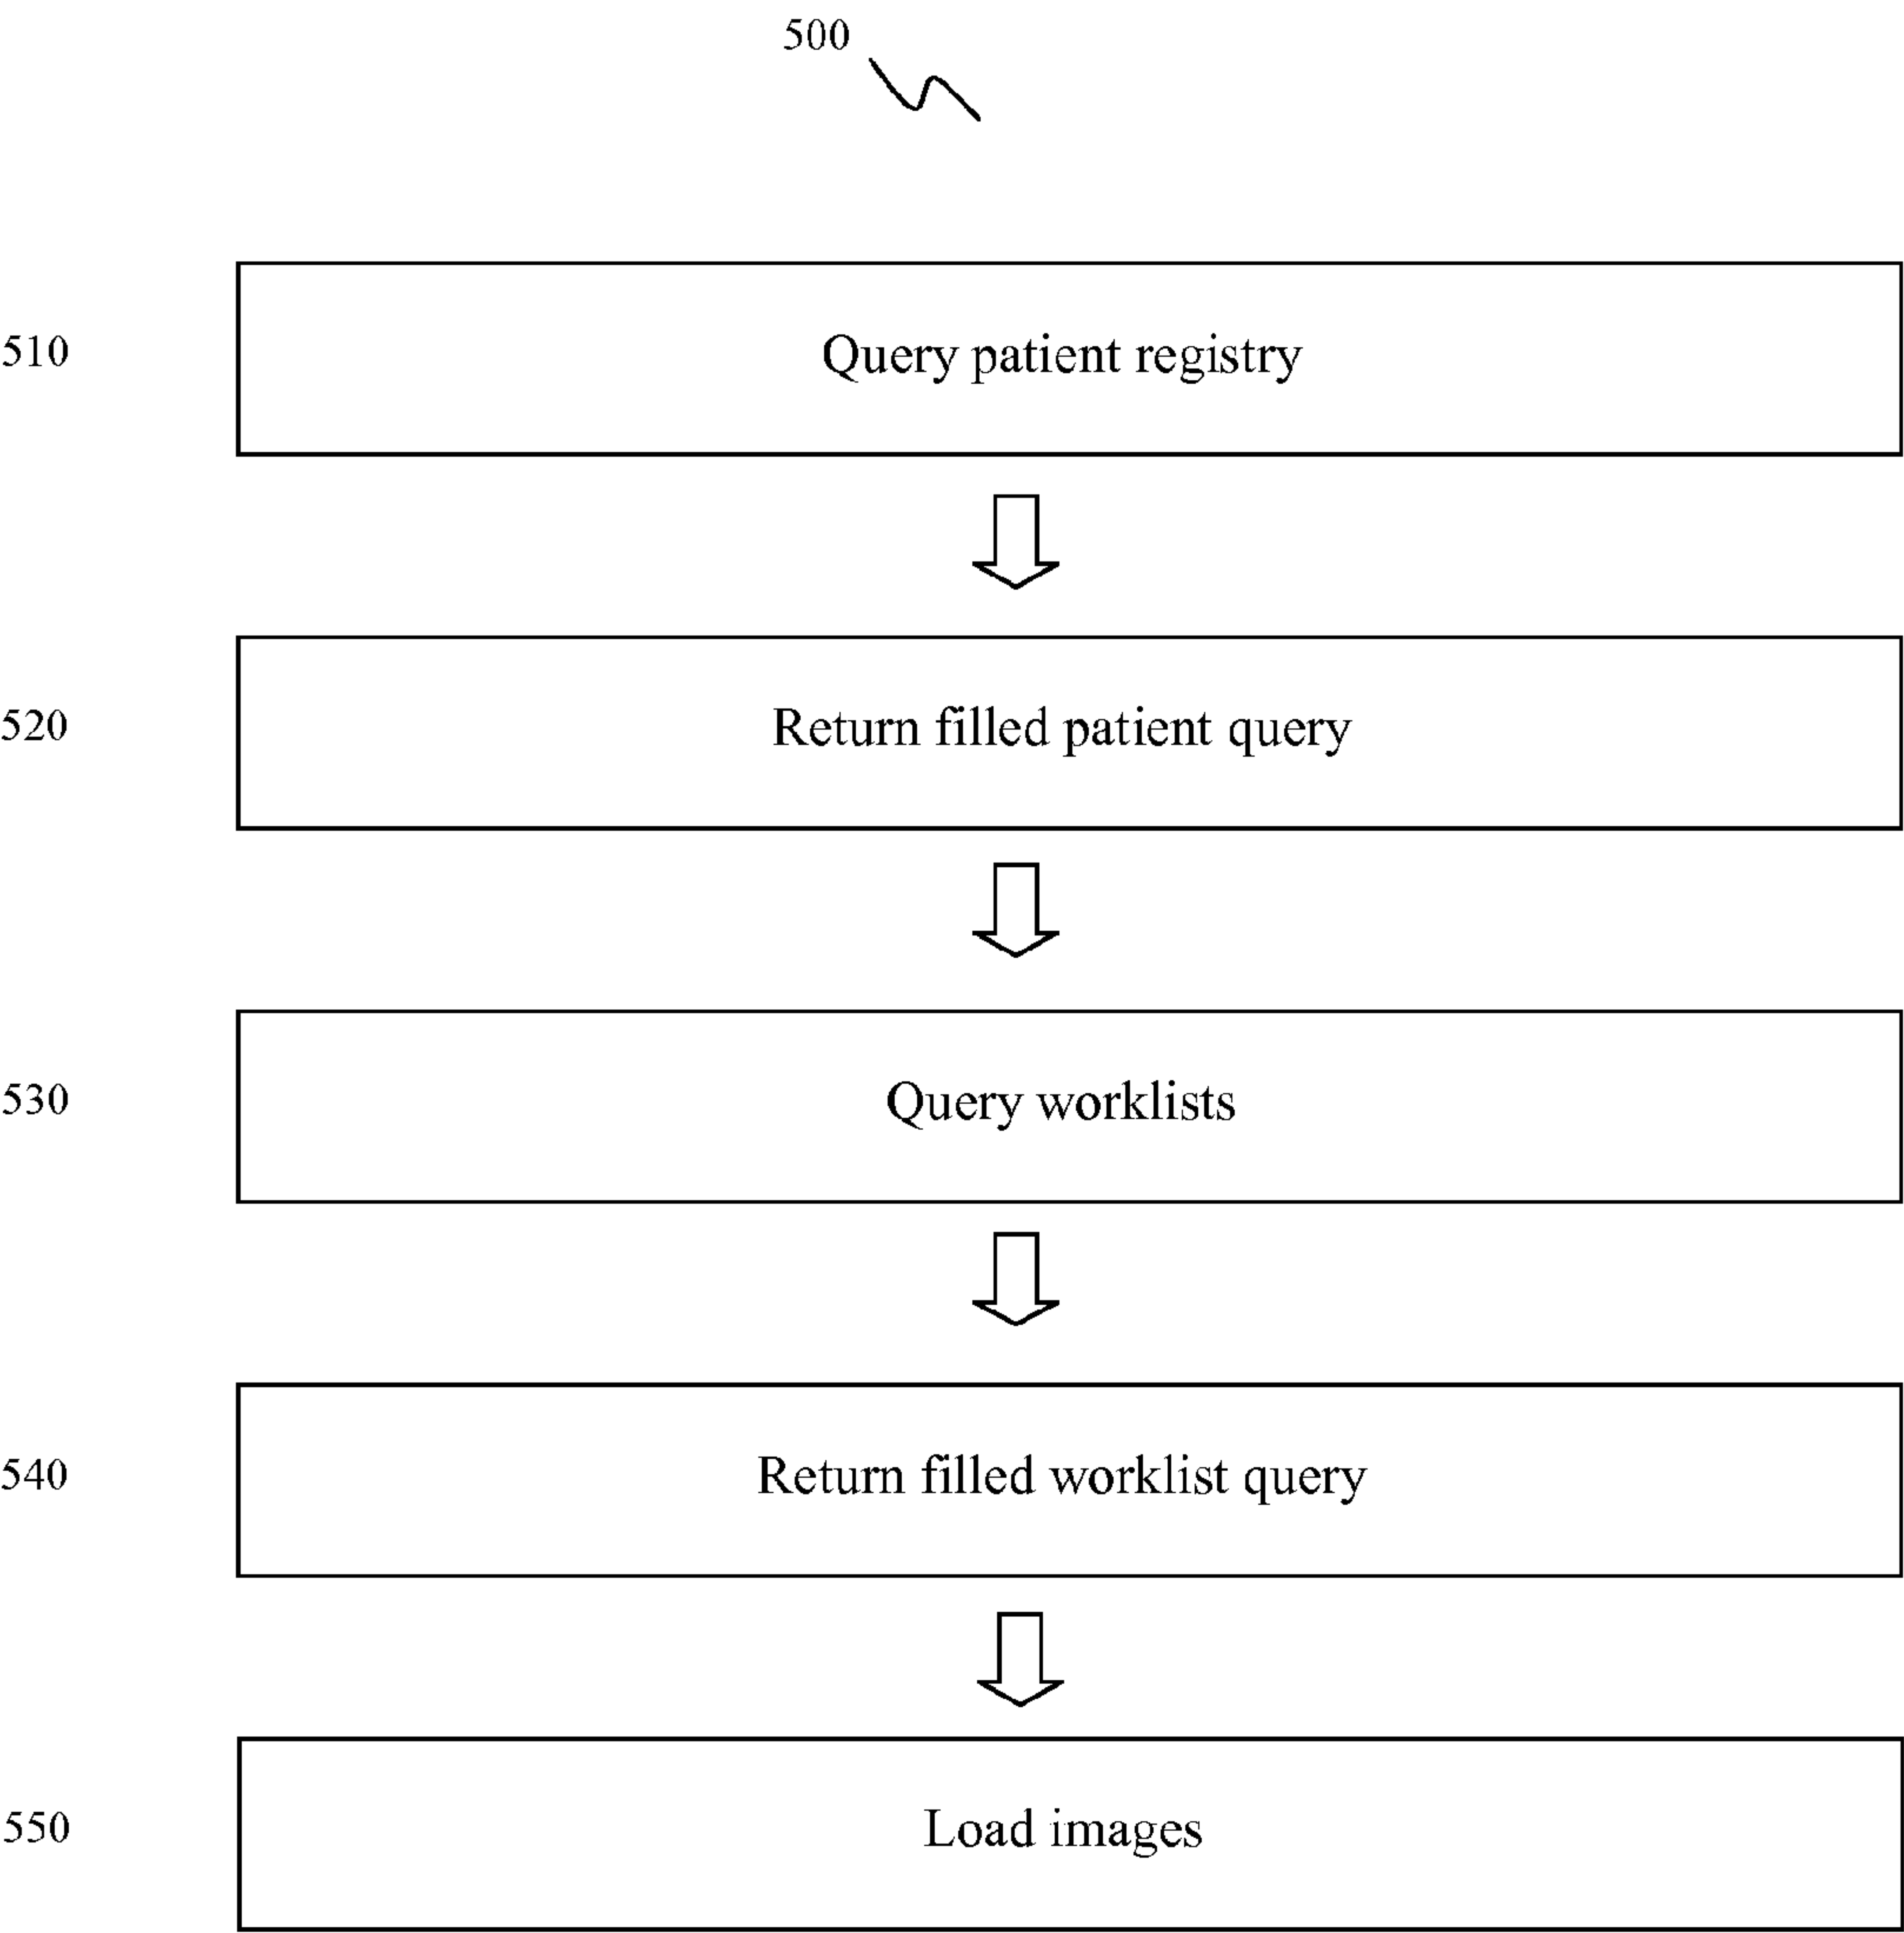 500
510
Query patient registry
520
Return filled patient query
530
Query worklists
540
Return filled worklist query
550
Load images